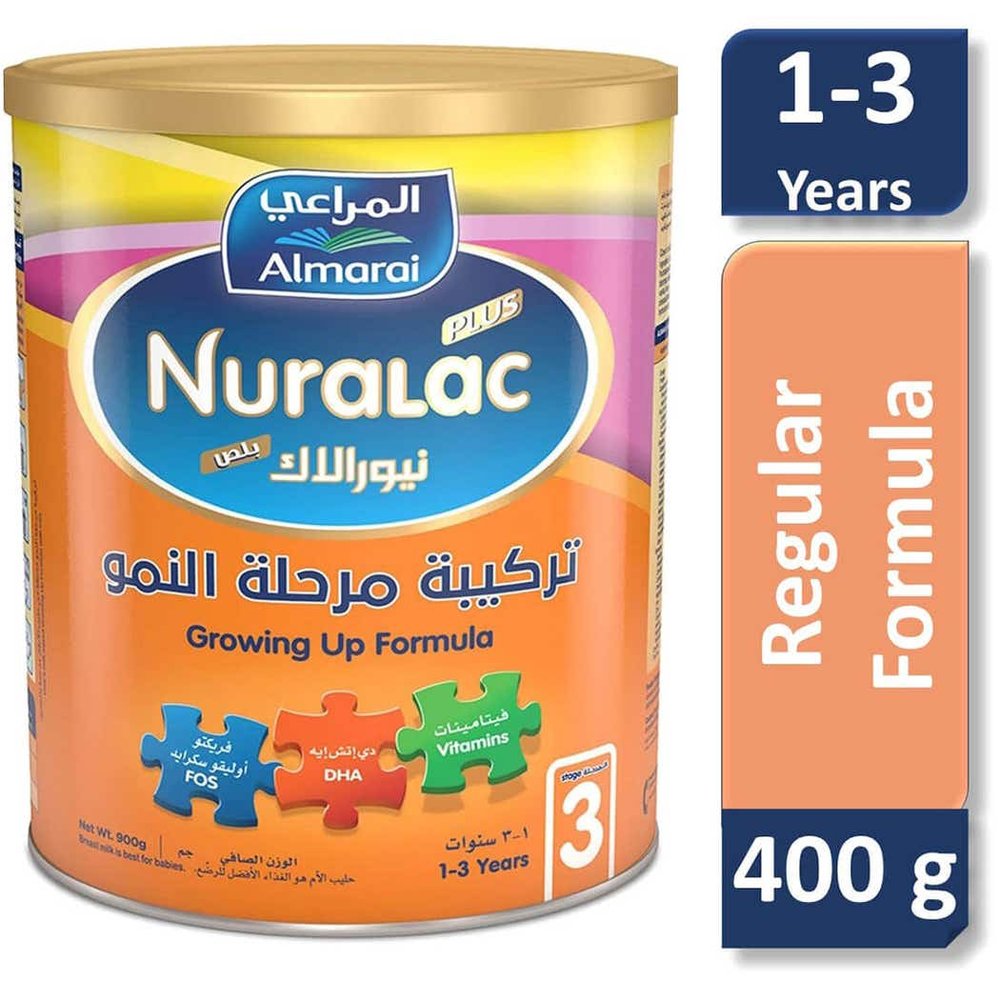 المراعي
Almarai
PLUS
Nuralac
نيورالاك بلص
تركيبة مرحلة النمو
Growing Up Formula
فريكتو
أوليقو سكرايد
FOS
دي إتش إيه
DHA
فيتامينات
Vitamins
المرحلة stage
3
١-٣ سنوات
1-3 Years
Net Wt. 900g جم الوزن الصافي
Breast milk is best for babies. حليب الأم هو الغذاء الأفضل للرضع.
1-3
Years
Regular
Formula
400 g